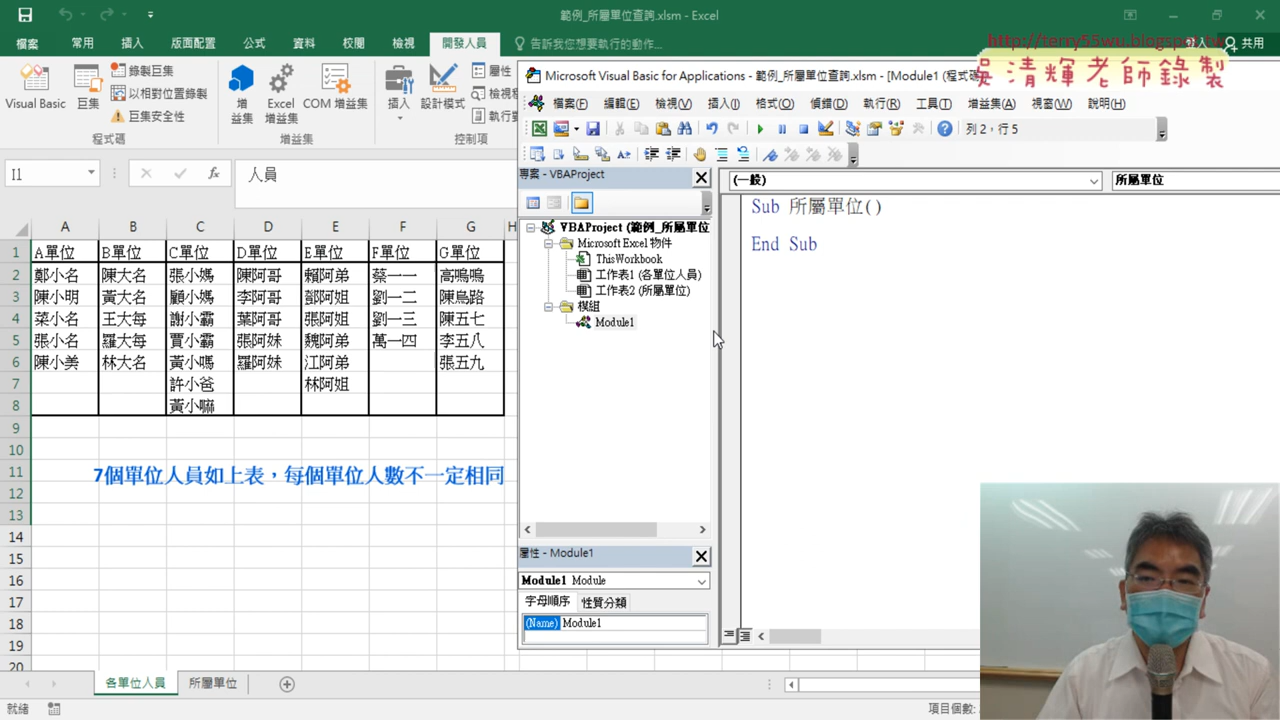 範例_所屬單位查詢.xlsm - Excel
檔案 常用 插入 版面配置 公式 資料 校閱 檢視 開發人員 告訴我您想要執行的動作... 登入 共用
http://terry55wu.blogspot.tw
吳清輝老師錄製
Visual Basic 巨集 錄製巨集 以相對位置錄製 巨集安全性
程式碼
增益集 Excel 增益集 COM 增益集
增益集
插入 設計模式 屬性
控制項
I1 fx 人員
A B C D E F G H
1 A單位 B單位 C單位 D單位 E單位 F單位 G單位
2 鄭小名 陳大名 張小媽 陳阿哥 賴阿弟 蔡一一 高嗚嗚
3 陳小明 黃大名 顧小媽 李阿哥 鄧阿姐 劉一二 陳烏路
4 菜小名 王大每 謝小霸 葉阿哥 張阿姐 劉一三 陳五七
5 張小名 羅大每 賈小霸 張阿妹 魏阿弟 萬一四 李五八
6 陳小美 林大名 黃小嗎 羅阿妹 江阿弟 張五九
7 許小爸 林阿姐
8 黃小嘛
9
10
11
12
13
14
15
16
17
18
19
20
7個單位人員如上表，每個單位人數不一定相同
各單位人員 所屬單位
就緒
項目個數:
Microsoft Visual Basic for Applications - 範例_所屬單位查詢.xlsm - [Module1 (程式碼
檔案(F) 編輯(E) 檢視(V) 插入(I) 格式(O) 偵錯(D) 執行(R) 工具(T) 增益集(A) 視窗(W) 說明(H)
列 2，行 5
專案 - VBAProject
VBAProject (範例_所屬單位
Microsoft Excel 物件
ThisWorkbook
工作表1 (各單位人員)
工作表2 (所屬單位)
模組
Module1
屬性 - Module1
Module1 Module
字母順序 性質分類
(Name) Module1
(一般) 所屬單位
Sub 所屬單位()
End Sub